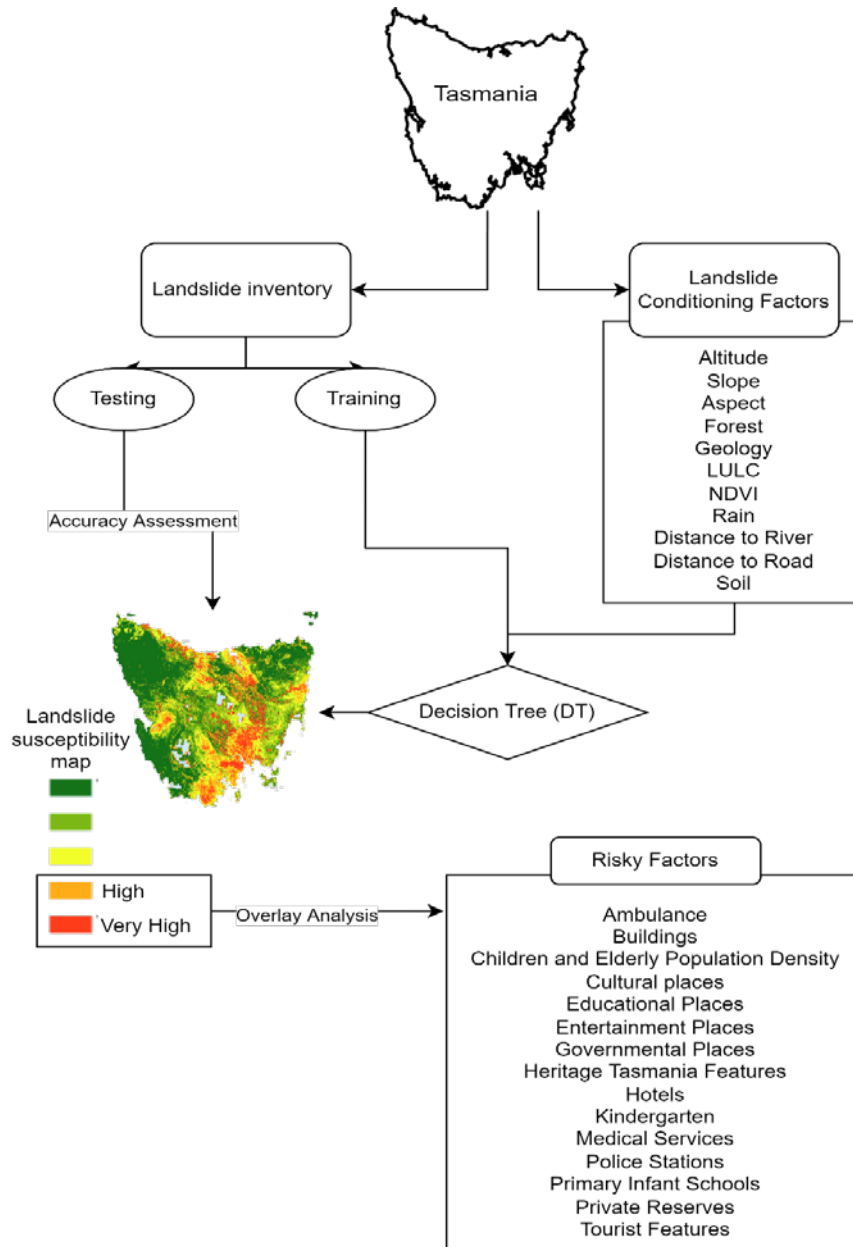 Tasmania
Landslide inventory
Landslide
Conditioning Factors
Altitude
Slope
Aspect
Forest
Geology
LULC
NDVI
Rain
Distance to River
Distance to Road
Soil
Testing
Training
Accuracy Assessment
Decision Tree (DT)
Landslide
susceptibility
map
High
Very High
Overlay Analysis
Risky Factors
Ambulance
Buildings
Children and Elderly Population Density
Cultural places
Educational Places
Entertainment Places
Governmental Places
Heritage Tasmania Features
Hotels
Kindergarten
Medical Services
Police Stations
Primary Infant Schools
Private Reserves
Tourist Features